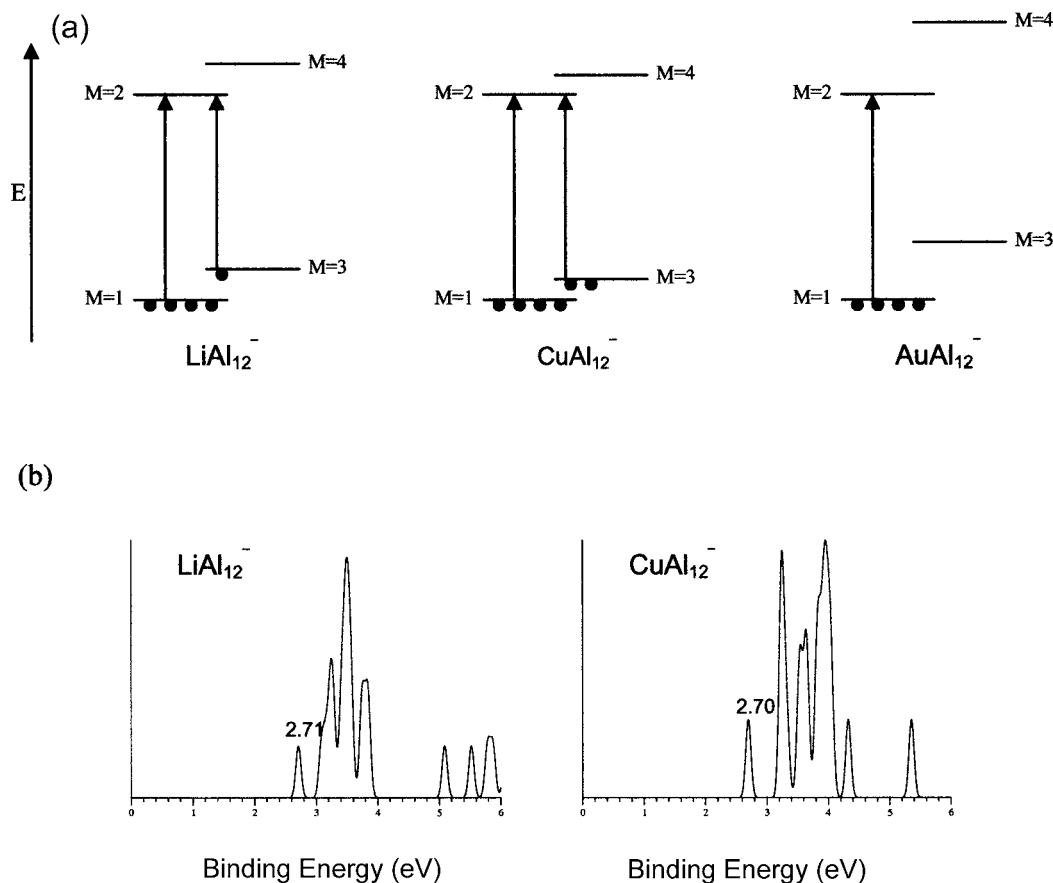 (a)
E
M=4
M=2
M=3
M=1
LiAl₁₂⁻
M=4
M=2
M=3
M=1
CuAl₁₂⁻
M=4
M=2
M=3
M=1
AuAl₁₂⁻
(b)
LiAl₁₂⁻
2.71
0 1 2 3 4 5 6
Binding Energy (eV)
CuAl₁₂⁻
2.70
0 1 2 3 4 5 6
Binding Energy (eV)